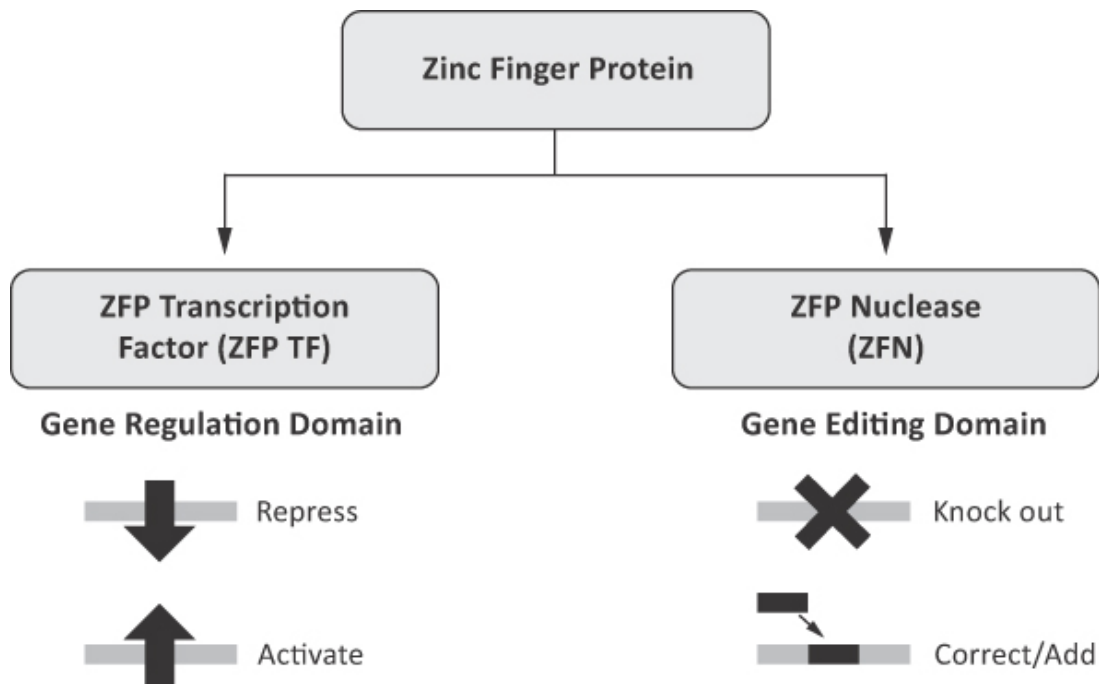 Zinc Finger Protein
ZFP Transcription
Factor (ZFP TF)
Gene Regulation Domain
Repress
Activate
ZFP Nuclease
(ZFN)
Gene Editing Domain
Knock out
Correct/Add